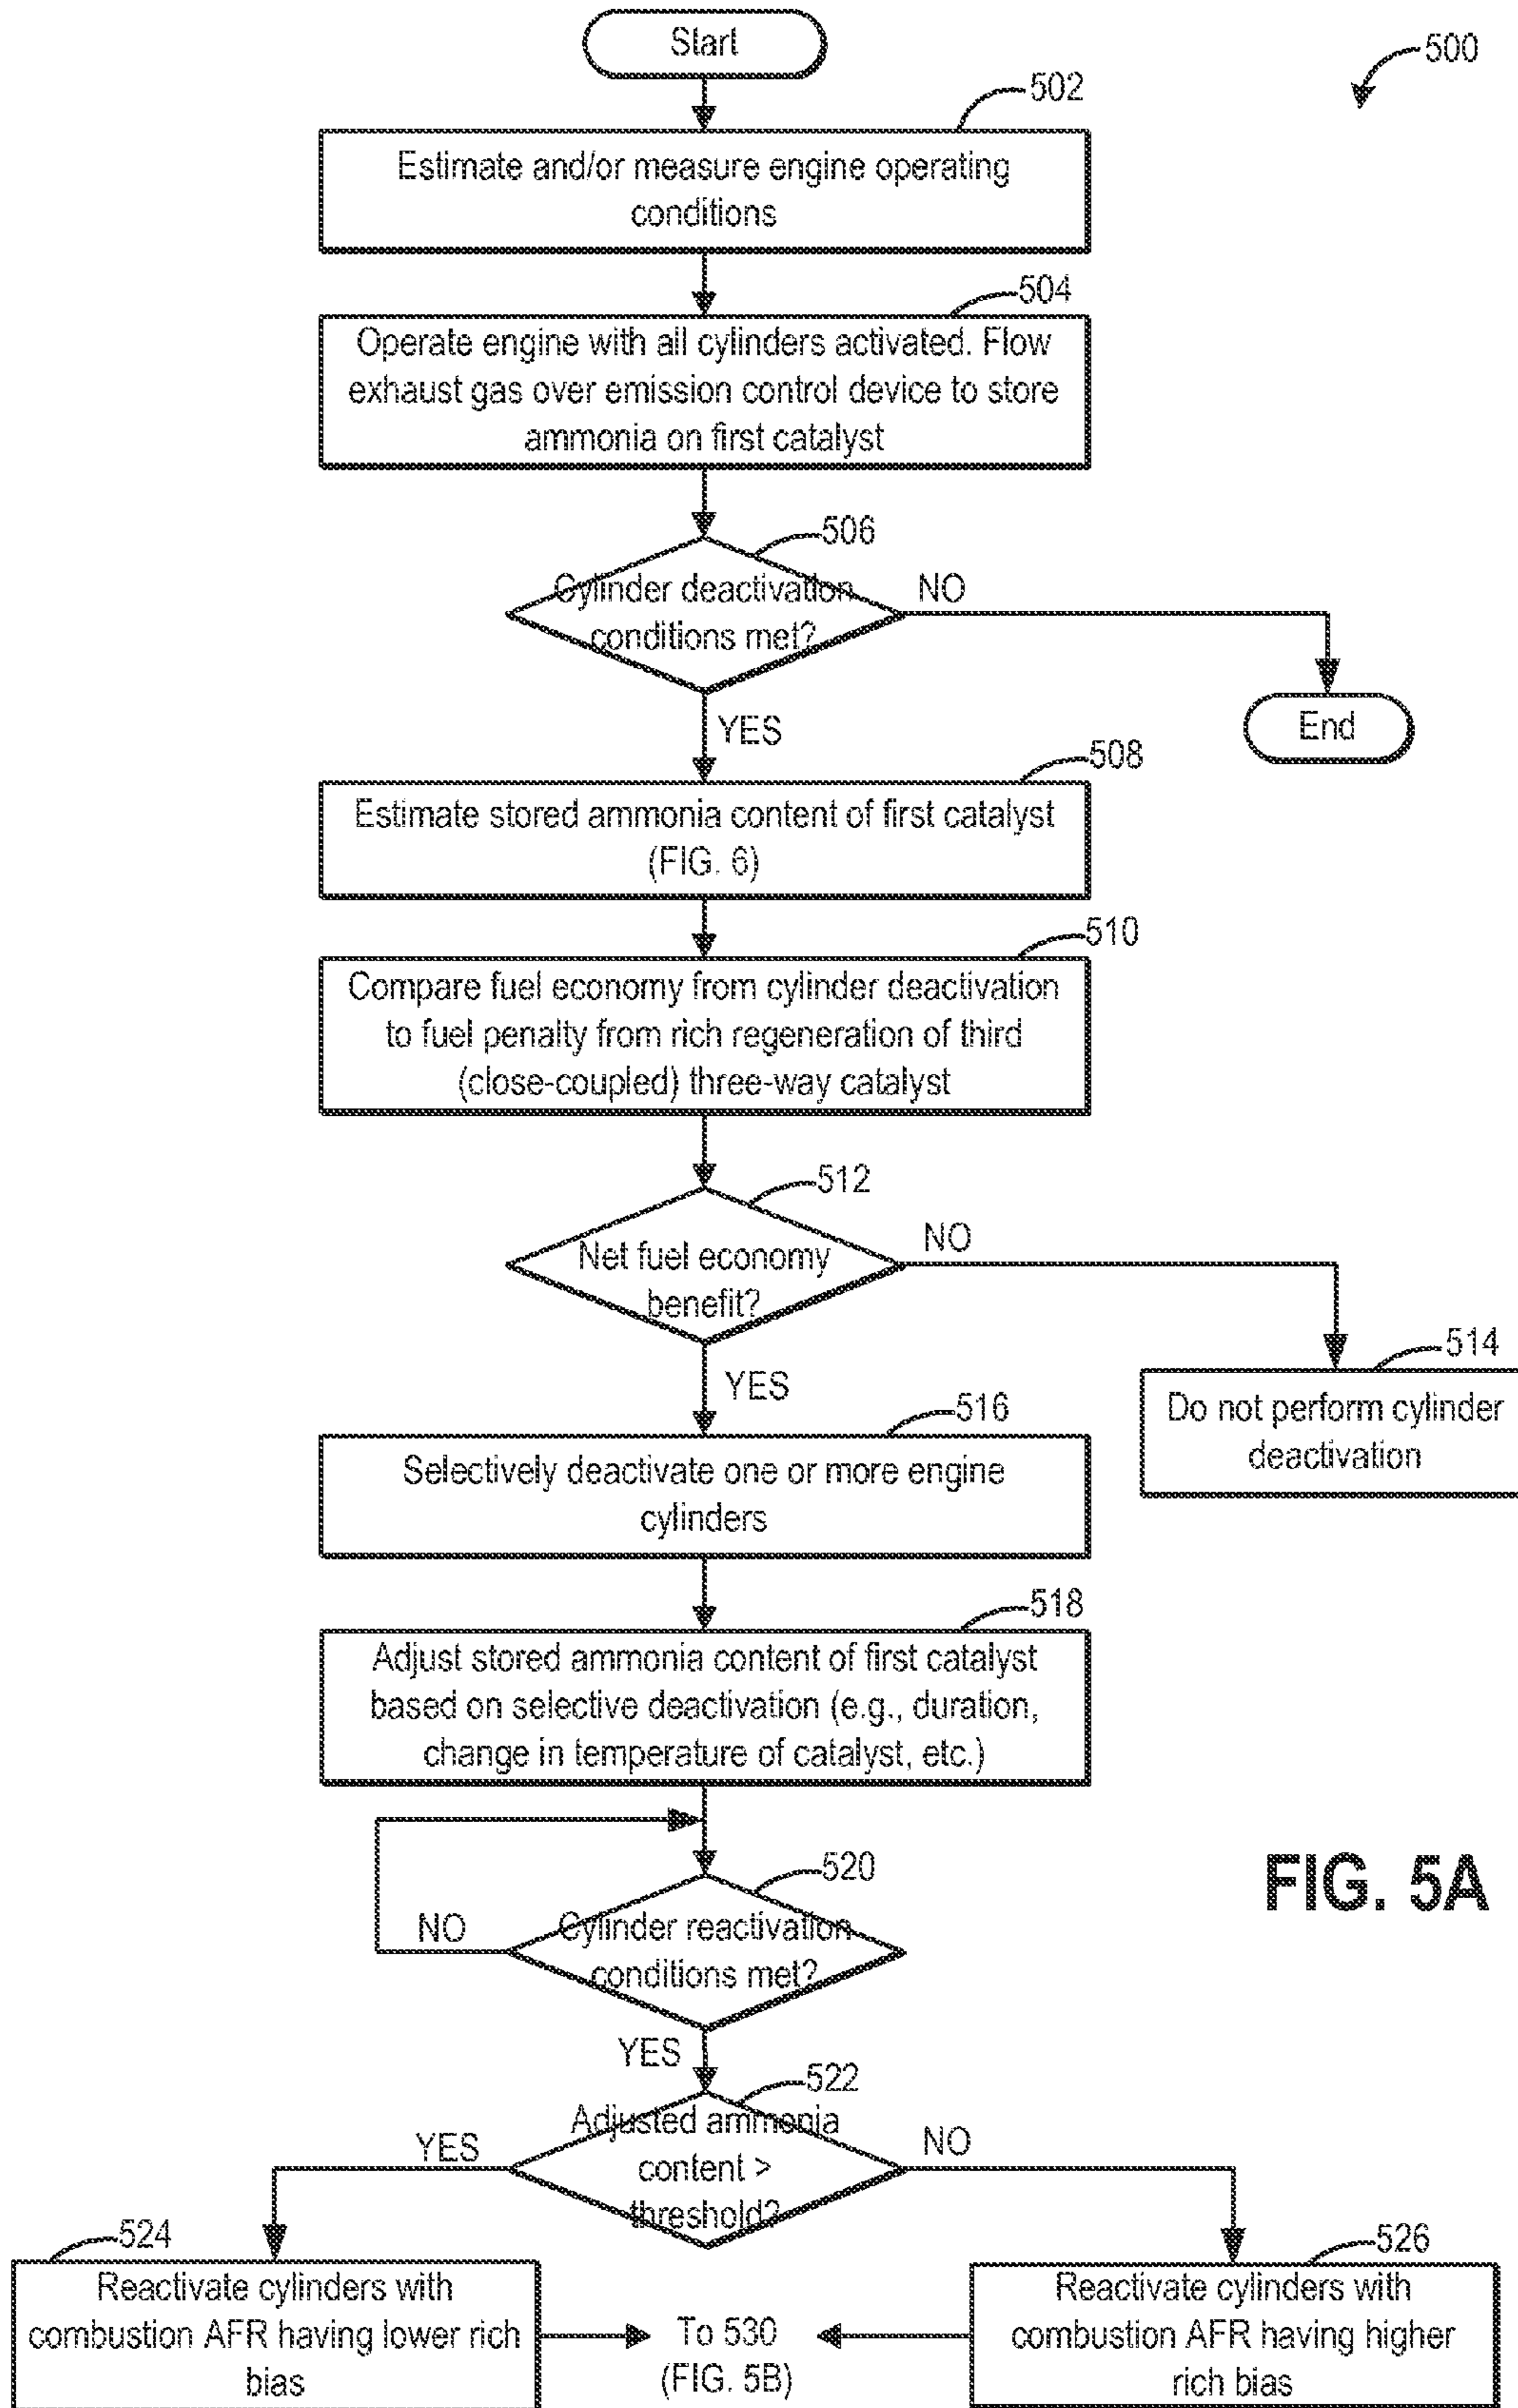 Start
500
502
Estimate and/or measure engine operating
conditions
504
Operate engine with all cylinders activated. Flow
exhaust gas over emission control device to store
ammonia on first catalyst
506
Cylinder deactivation
conditions met?
NO
End
YES
508
Estimate stored ammonia content of first catalyst
(FIG. 6)
510
Compare fuel economy from cylinder deactivation
to fuel penalty from rich regeneration of third
(close-coupled) three-way catalyst
512
Net fuel economy
benefit?
NO
514
Do not perform cylinder
deactivation
YES
516
Selectively deactivate one or more engine
cylinders
518
Adjust stored ammonia content of first catalyst
based on selective deactivation (e.g., duration,
change in temperature of catalyst, etc.)
520
Cylinder reactivation
conditions met?
NO
FIG. 5A
YES
522
Adjusted ammonia
content >
threshold?
YES
NO
524
Reactivate cylinders with
combustion AFR having lower rich
bias
To 530
(FIG. 5B)
526
Reactivate cylinders with
combustion AFR having higher
rich bias